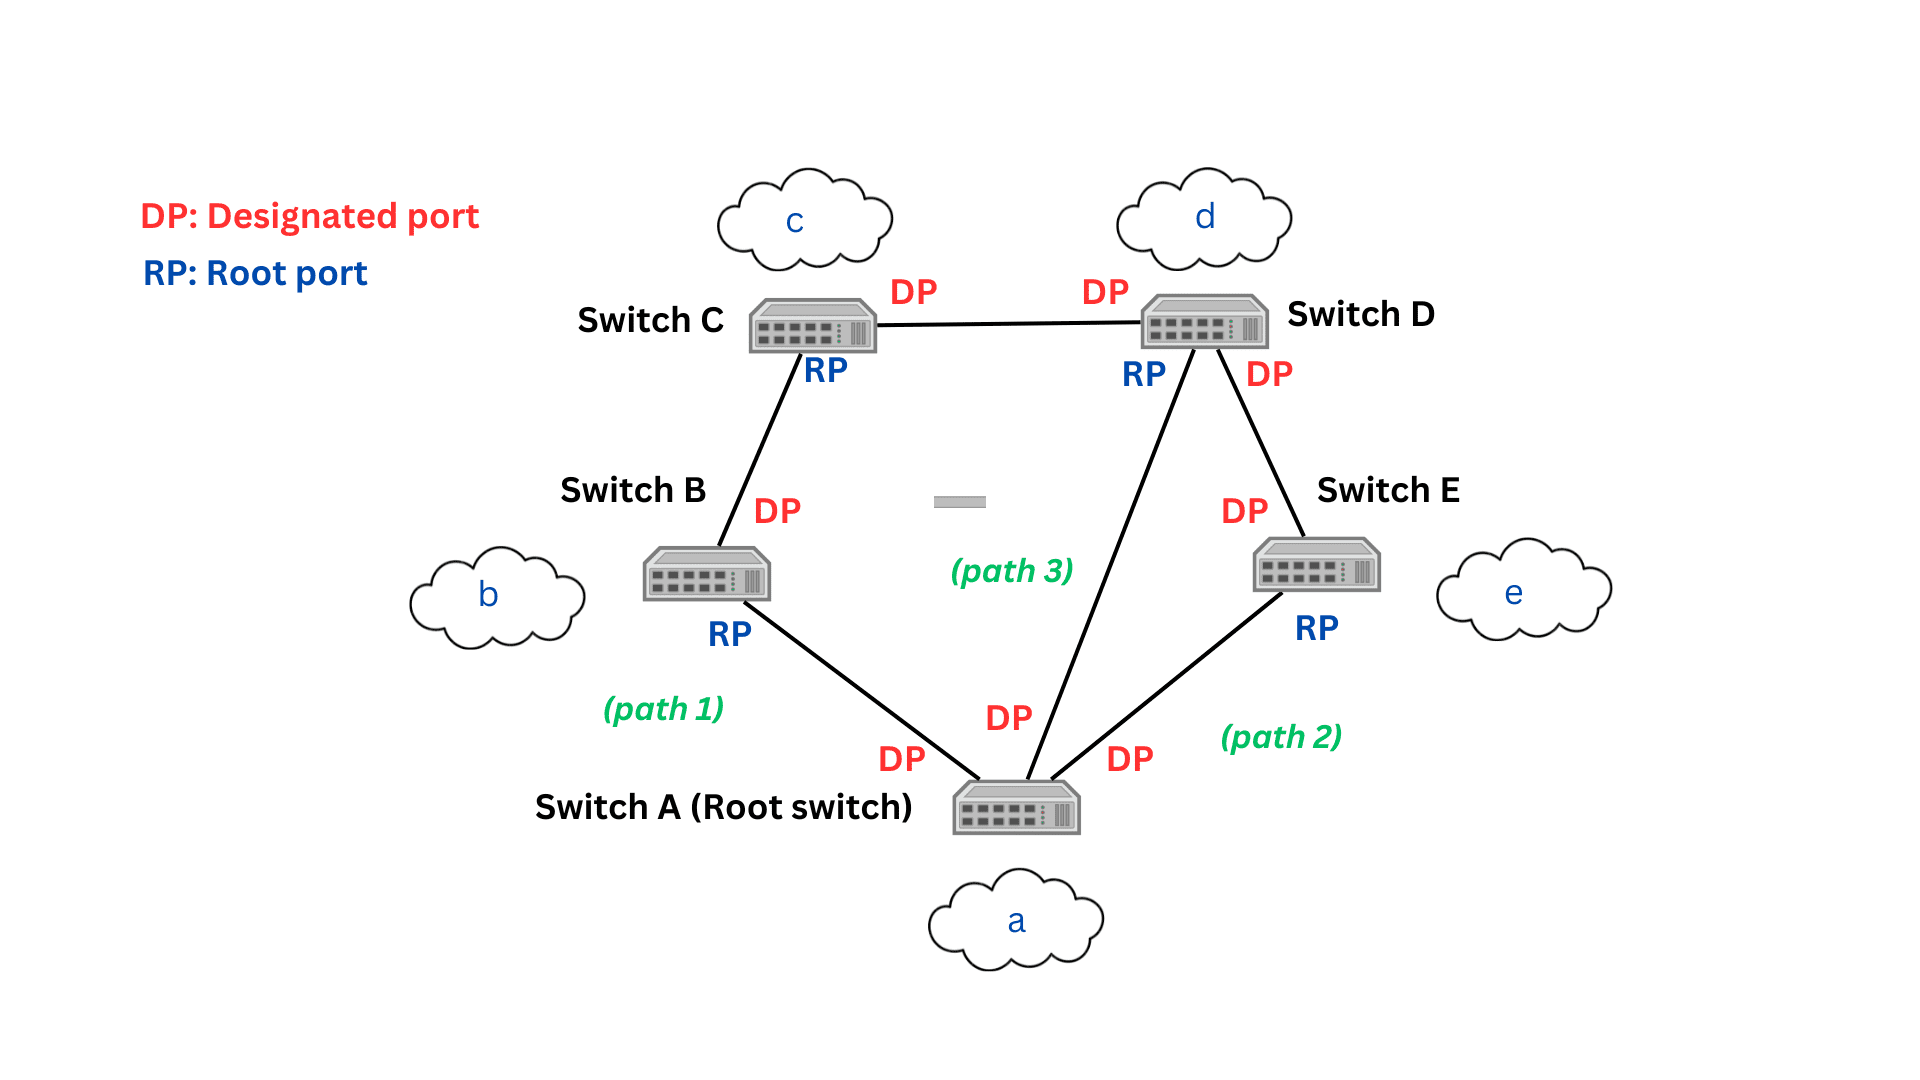 c
d
DP: Designated port
RP: Root port
DP
DP
Switch C
Switch D
RP
RP
DP
Switch B
Switch E
DP
DP
(path 3)
b
e
RP
RP
(path 1)
DP
(path 2)
DP
DP
Switch A (Root switch)
a